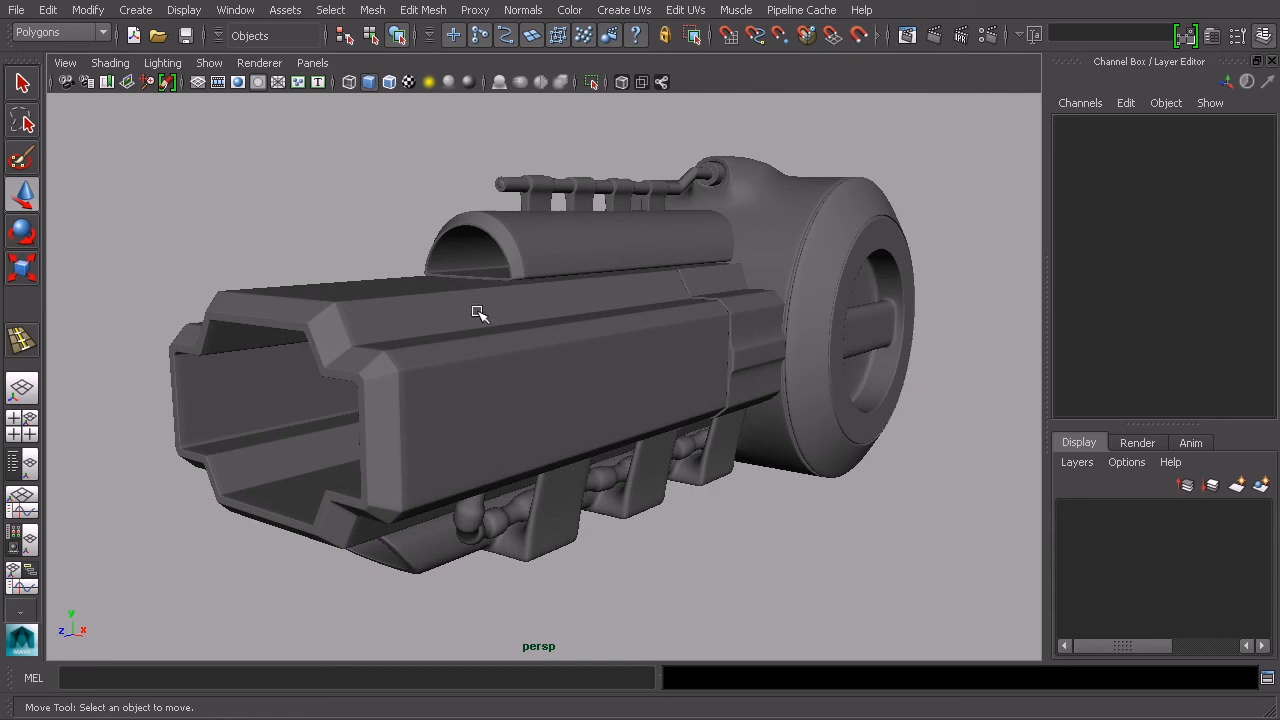 File Edit Modify Create Display Window Assets Select Mesh Edit Mesh Proxy Normals Color Create UVs Edit UVs Muscle Pipeline Cache Help
Polygons Objects
View Shading Lighting Show Renderer Panels
Channel Box / Layer Editor
Channels Edit Object Show
Display Render Anim
Layers Options Help
y
z x
persp
MEL
Move Tool: Select an object to move.